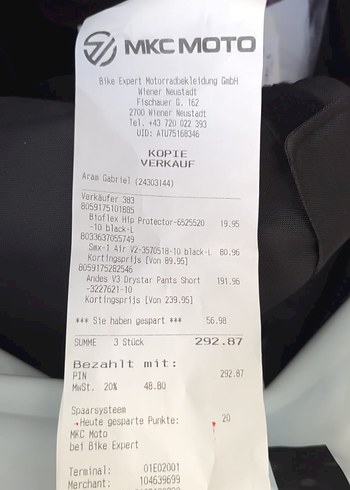 MKC MOTO
Bike Expert Motorradbekleidung GmbH
Wiener Neustadt
Fischauer G. 162
2700 Wiener Neustadt
Tel. +43 720 022 393
UID: ATU75168346
KOPIE
VERKAUF
Aram Gabriel (24303144)
Verkäufer 383
8059175101885
Bioflex Hip Protector-6525520 19.95
-10 black-L
8033637055749
Smx-1 Air V2-3570518-10 black-L 80.96
Kortingsprijs [Von 89.95]
8059175282546
Andes V3 Drystar Pants Short 191.96
-3227621-10
Kortingsprijs [Von 239.95]
*** Sie haben gespart *** 56.98
SUMME 3 Stück 292.87
Bezahlt mit:
PIN 292.87
MwSt. 20% 48.80
Spaarsysteem
Heute gesparte Punkte: 20
MKC Moto
bei Bike Expert
Terminal: 01E02001
Merchant: 104639699